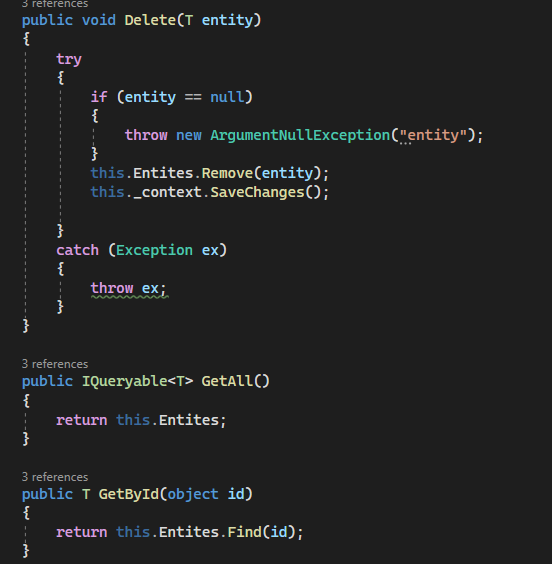 3 references
public void Delete(T entity)
{
try
{
if (entity == null)
{
throw new ArgumentNullException("entity");
}
this.Entites.Remove(entity);
this._context.SaveChanges();
}
catch (Exception ex)
{
throw ex;
}
}
3 references
public IQueryable<T> GetAll()
{
return this.Entites;
}
3 references
public T GetById(object id)
{
return this.Entites.Find(id);
}